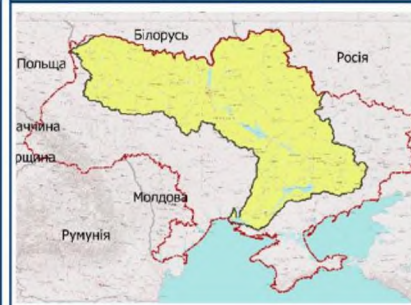 Білорусь
Росія
Польща
аччина
рщина
Молдова
Румунія